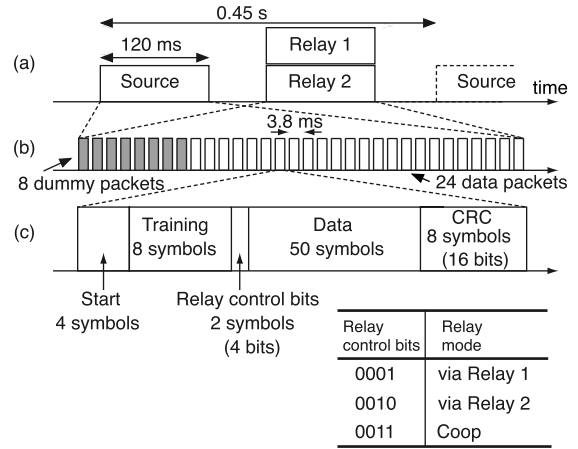 0.45 s
(a)
120 ms
Relay 1
Source
Relay 2
Source
time
3.8 ms
(b)
8 dummy packets
24 data packets
(c)
Training
8 symbols
Data
50 symbols
CRC
8 symbols
(16 bits)
Start
4 symbols
Relay control bits
2 symbols
(4 bits)
Relay
control bits
Relay
mode
0001 via Relay 1
0010 via Relay 2
0011 Coop